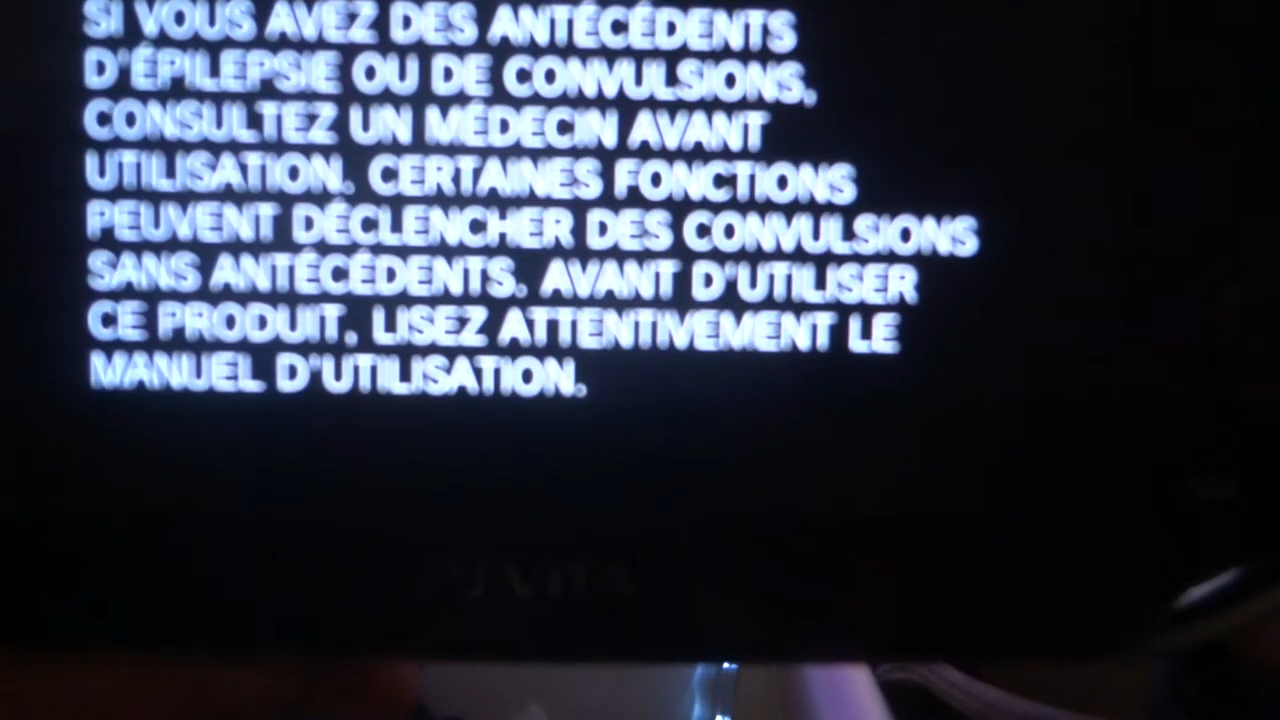 SI VOUS AVEZ DES ANTÉCÉDENTS
D'ÉPILEPSIE OU DE CONVULSIONS,
CONSULTEZ UN MÉDECIN AVANT
UTILISATION. CERTAINES FONCTIONS
PEUVENT DÉCLENCHER DES CONVULSIONS
SANS ANTÉCÉDENTS. AVANT D'UTILISER
CE PRODUIT, LISEZ ATTENTIVEMENT LE
MANUEL D'UTILISATION.
PSVITA